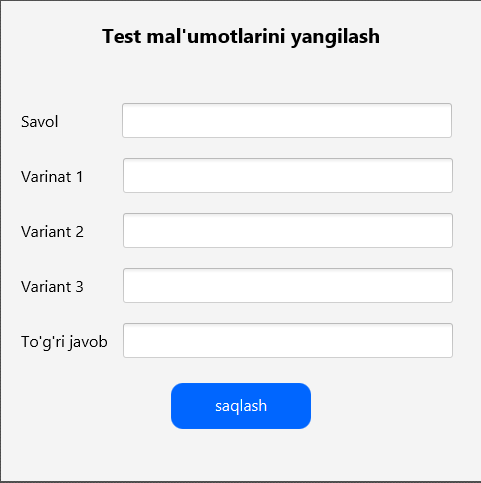 Test mal'umotlarini yangilash
Savol
Varinat 1
Variant 2
Variant 3
To'g'ri javob
saqlash